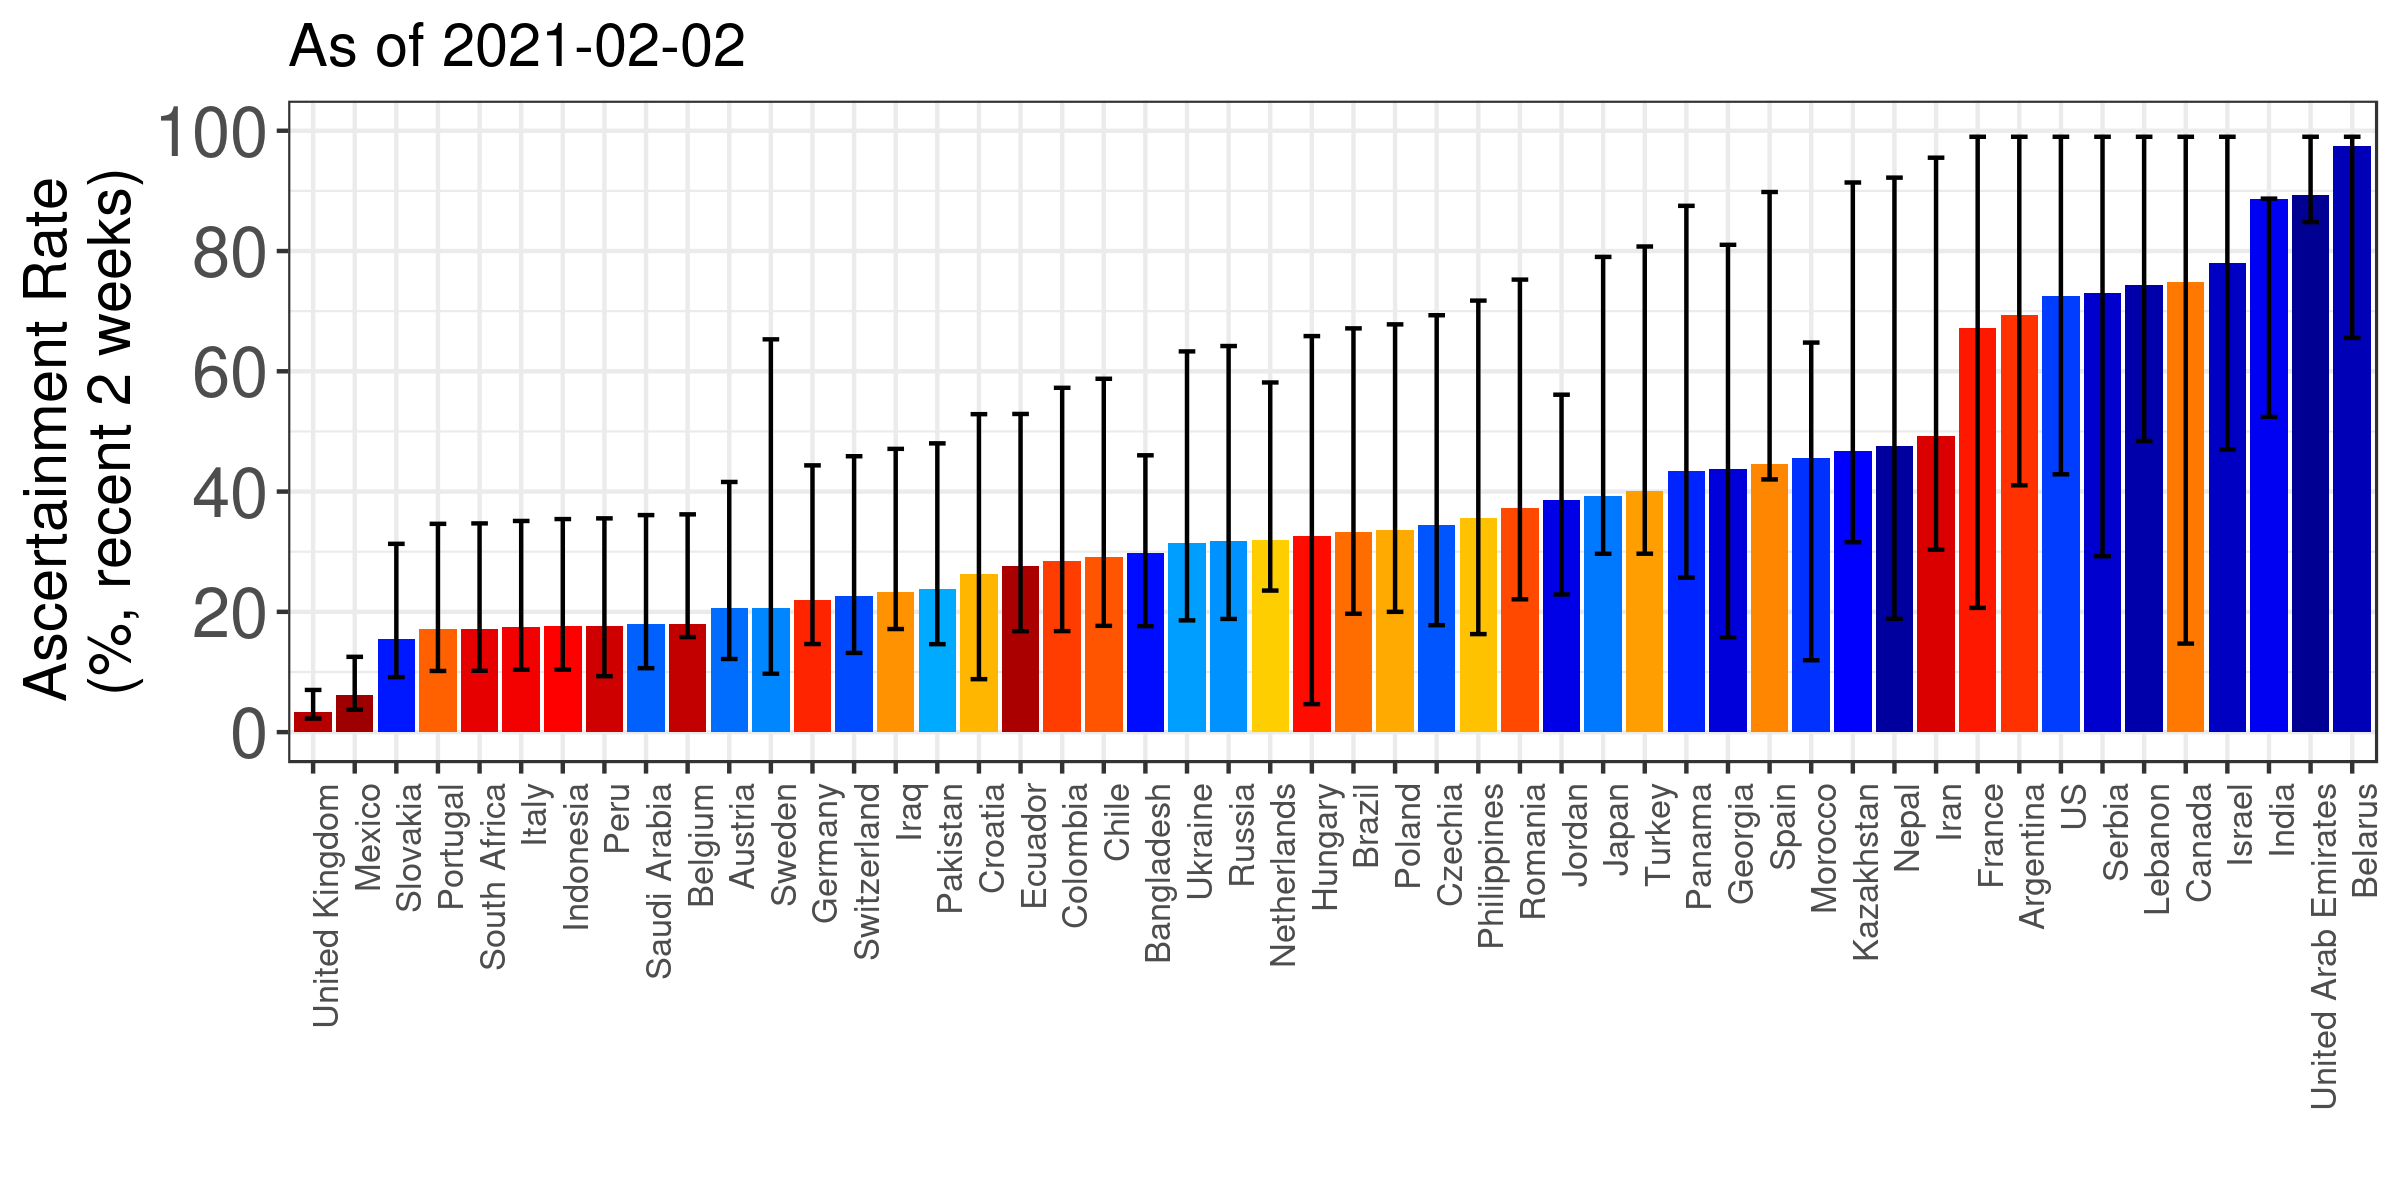 As of 2021-02-02
Ascertainment Rate
(%, recent 2 weeks)
100
80
60
40
20
0
United Kingdom
Mexico
Slovakia
Portugal
South Africa
Italy
Indonesia
Peru
Saudi Arabia
Belgium
Austria
Sweden
Germany
Switzerland
Iraq
Pakistan
Croatia
Ecuador
Colombia
Chile
Bangladesh
Ukraine
Russia
Netherlands
Hungary
Brazil
Poland
Czechia
Philippines
Romania
Jordan
Japan
Turkey
Panama
Georgia
Spain
Morocco
Kazakhstan
Nepal
Iran
France
Argentina
US
Serbia
Lebanon
Canada
Israel
India
United Arab Emirates
Belarus